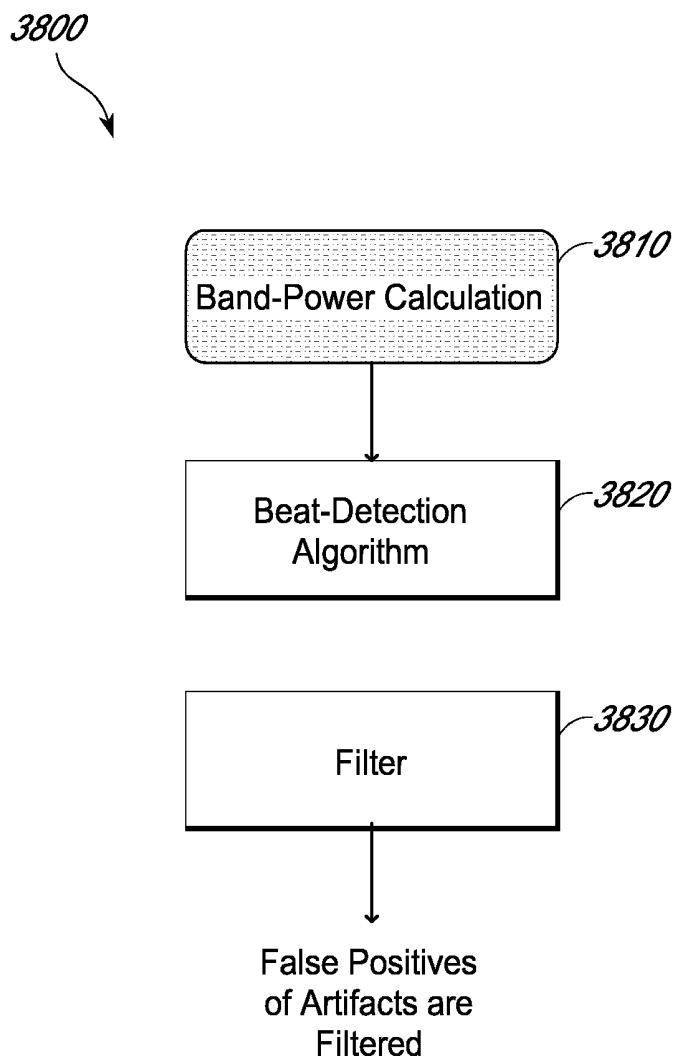 3800
3810
Band-Power Calculation
3820
Beat-Detection
Algorithm
3830
Filter
False Positives
of Artifacts are
Filtered